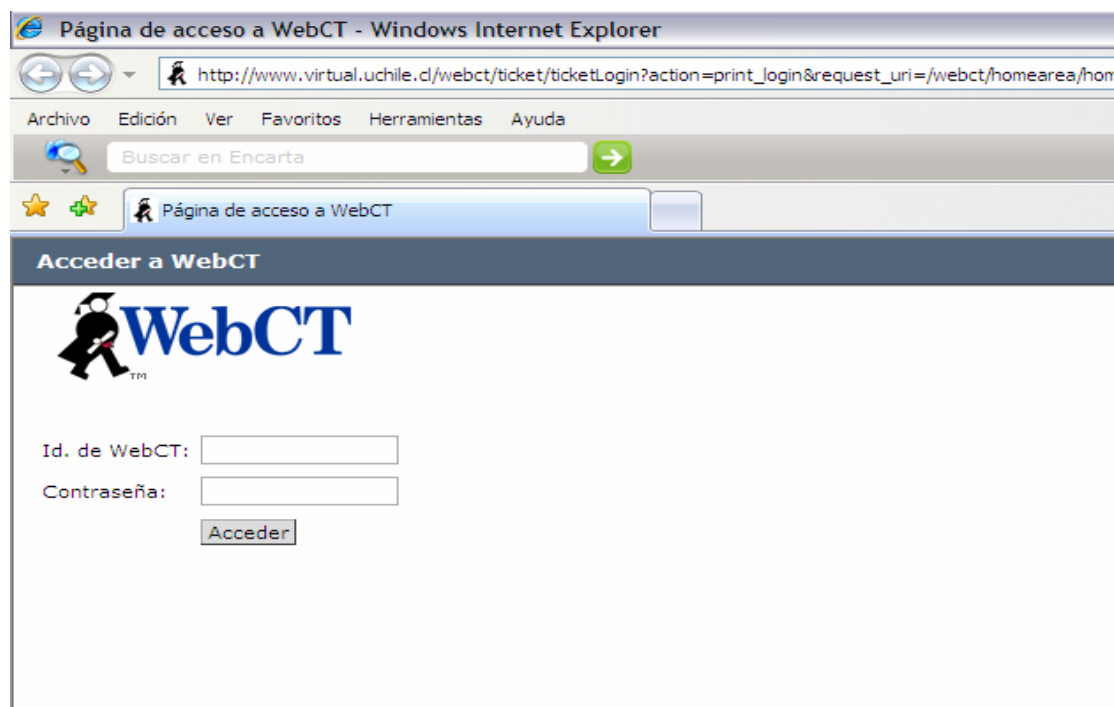 Página de acceso a WebCT - Windows Internet Explorer
http://www.virtual.uchile.cl/webct/ticket/ticketLogin?action=print_login&request_uri=/webct/homearea/hom
Archivo Edición Ver Favoritos Herramientas Ayuda
Buscar en Encarta
Página de acceso a WebCT
Acceder a WebCT
WebCT
TM
Id. de WebCT:
Contraseña:
Acceder